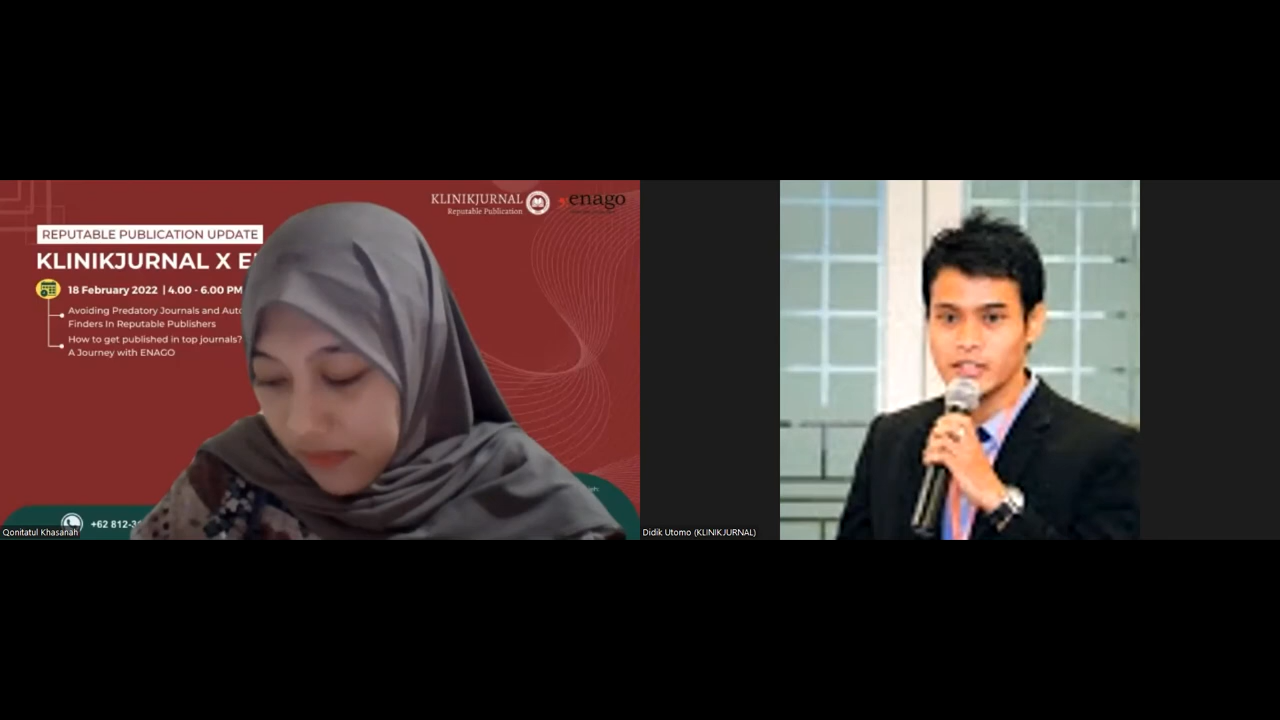 KLINIKJURNAL
Reputable Publication
enago
REPUTABLE PUBLICATION UPDATE
KLINIKJURNAL X E
18 February 2022 | 4.00 - 6.00 PM
Avoiding Predatory Journals and Auto
Finders In Reputable Publishers
How to get published in top journals?
A Journey with ENAGO
+62 812-3
Qonitatul Khasanah
Didik Utomo (KLINIKJURNAL)